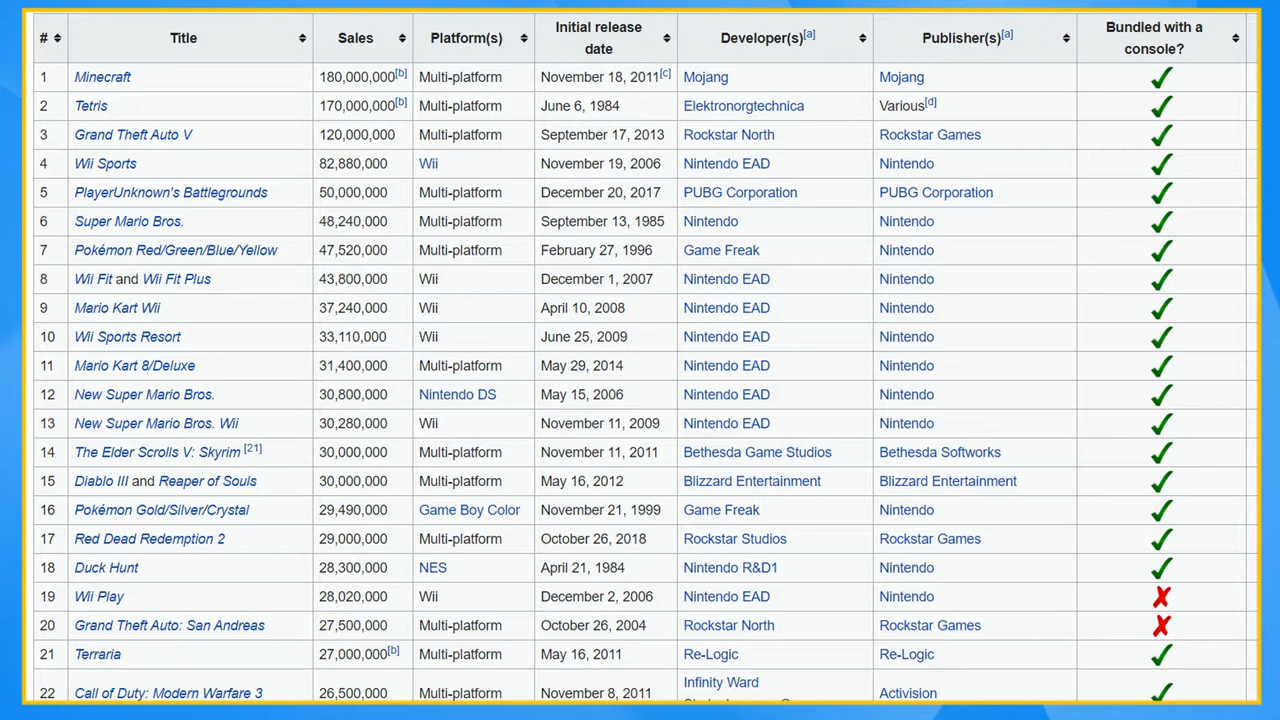 # Title Sales Platform(s) Initial release date Developer(s)[a] Publisher(s)[a] Bundled with a console?
1 Minecraft 180,000,000[b] Multi-platform November 18, 2011[c] Mojang Mojang
2 Tetris 170,000,000[b] Multi-platform June 6, 1984 Elektronorgtechnica Various[d]
3 Grand Theft Auto V 120,000,000 Multi-platform September 17, 2013 Rockstar North Rockstar Games
4 Wii Sports 82,880,000 Wii November 19, 2006 Nintendo EAD Nintendo
5 PlayerUnknown's Battlegrounds 50,000,000 Multi-platform December 20, 2017 PUBG Corporation PUBG Corporation
6 Super Mario Bros. 48,240,000 Multi-platform September 13, 1985 Nintendo Nintendo
7 Pokémon Red/Green/Blue/Yellow 47,520,000 Multi-platform February 27, 1996 Game Freak Nintendo
8 Wii Fit and Wii Fit Plus 43,800,000 Wii December 1, 2007 Nintendo EAD Nintendo
9 Mario Kart Wii 37,240,000 Wii April 10, 2008 Nintendo EAD Nintendo
10 Wii Sports Resort 33,110,000 Wii June 25, 2009 Nintendo EAD Nintendo
11 Mario Kart 8/Deluxe 31,400,000 Multi-platform May 29, 2014 Nintendo EAD Nintendo
12 New Super Mario Bros. 30,800,000 Nintendo DS May 15, 2006 Nintendo EAD Nintendo
13 New Super Mario Bros. Wii 30,280,000 Wii November 11, 2009 Nintendo EAD Nintendo
14 The Elder Scrolls V: Skyrim [21] 30,000,000 Multi-platform November 11, 2011 Bethesda Game Studios Bethesda Softworks
15 Diablo III and Reaper of Souls 30,000,000 Multi-platform May 16, 2012 Blizzard Entertainment Blizzard Entertainment
16 Pokémon Gold/Silver/Crystal 29,490,000 Game Boy Color November 21, 1999 Game Freak Nintendo
17 Red Dead Redemption 2 29,000,000 Multi-platform October 26, 2018 Rockstar Studios Rockstar Games
18 Duck Hunt 28,300,000 NES April 21, 1984 Nintendo R&D1 Nintendo
19 Wii Play 28,020,000 Wii December 2, 2006 Nintendo EAD Nintendo
20 Grand Theft Auto: San Andreas 27,500,000 Multi-platform October 26, 2004 Rockstar North Rockstar Games
21 Terraria 27,000,000[b] Multi-platform May 16, 2011 Re-Logic Re-Logic
22 Call of Duty: Modern Warfare 3 26,500,000 Multi-platform November 8, 2011 Infinity Ward Activision